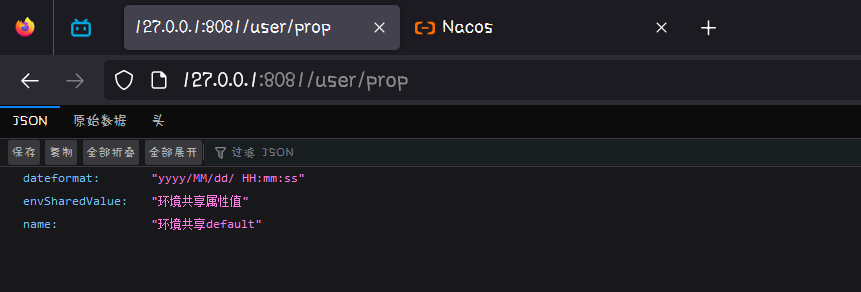 127.0.0.1:8081//user/prop
Nacos
127.0.0.1:8081//user/prop
JSON 原始数据 头
保存 复制 全部折叠 全部展开 过滤 JSON
dateformat: "yyyy/MM/dd/ HH:mm:ss"
envSharedValue: "环境共享属性值"
name: "环境共享default"